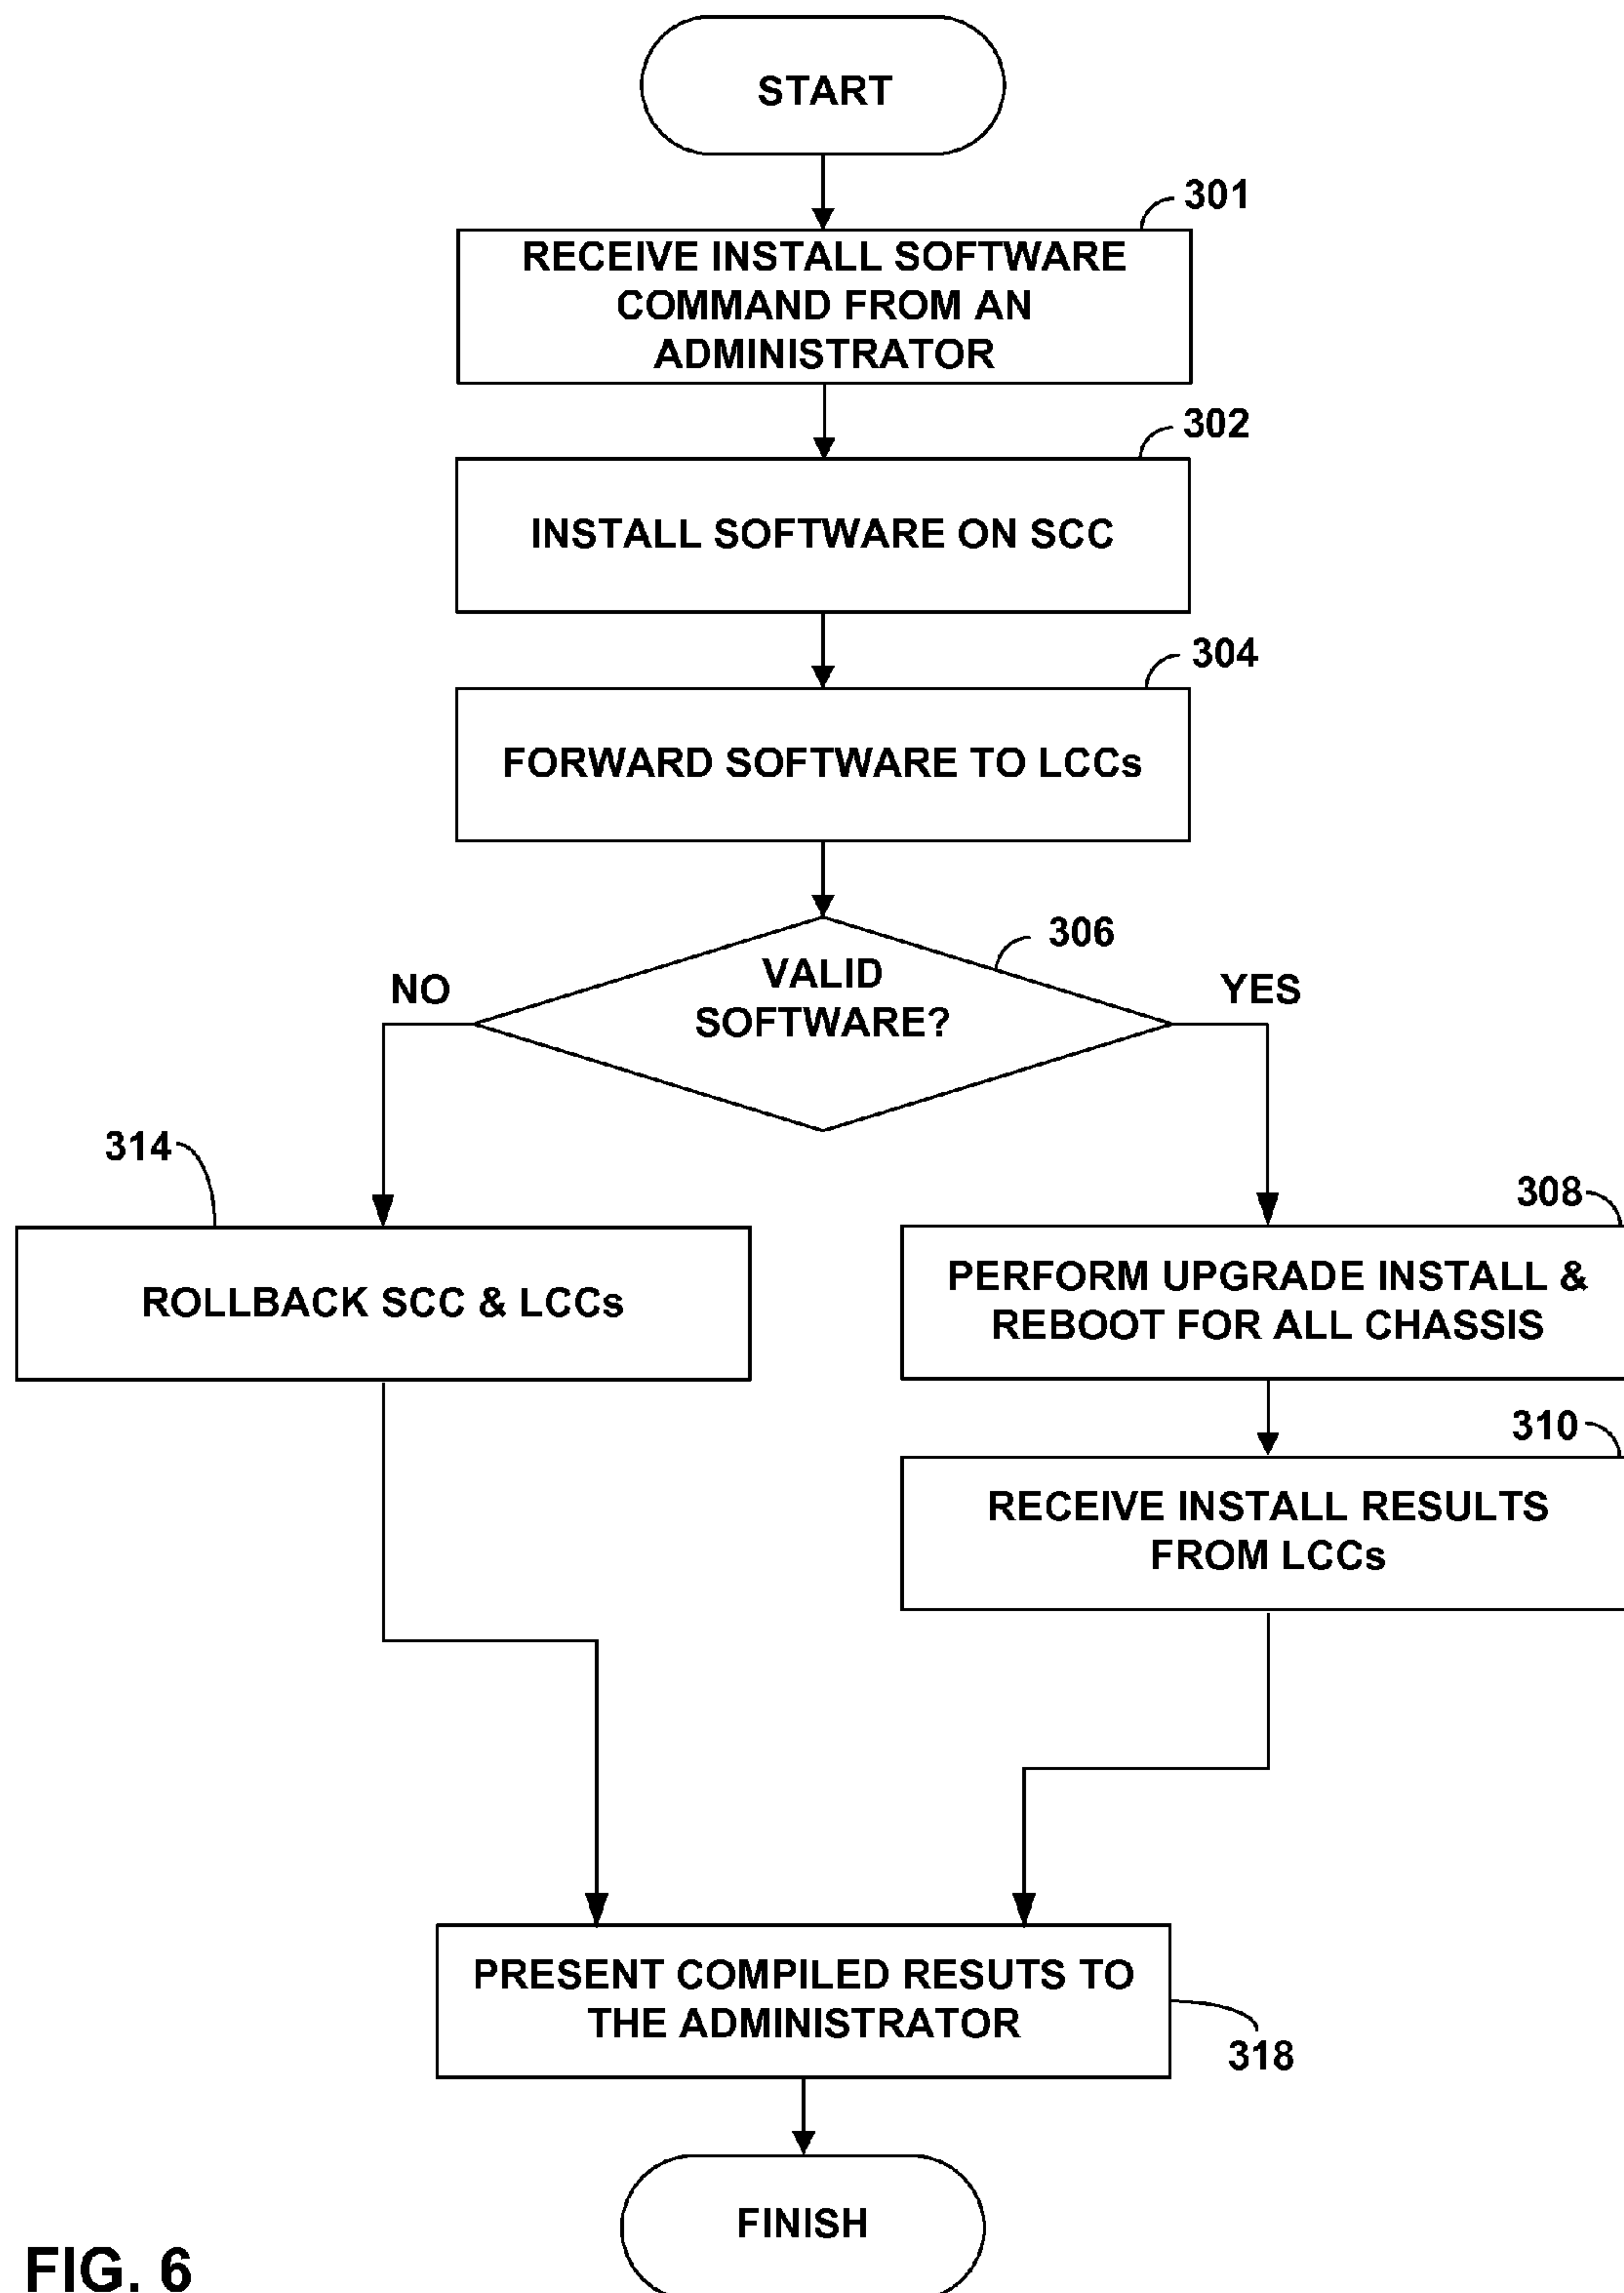 START
301
RECEIVE INSTALL SOFTWARE
COMMAND FROM AN
ADMINISTRATOR
302
INSTALL SOFTWARE ON SCC
304
FORWARD SOFTWARE TO LCCs
306
VALID
SOFTWARE?
NO
YES
314
ROLLBACK SCC & LCCs
308
PERFORM UPGRADE INSTALL &
REBOOT FOR ALL CHASSIS
310
RECEIVE INSTALL RESULTS
FROM LCCs
PRESENT COMPILED RESUTS TO
THE ADMINISTRATOR
318
FINISH
FIG. 6